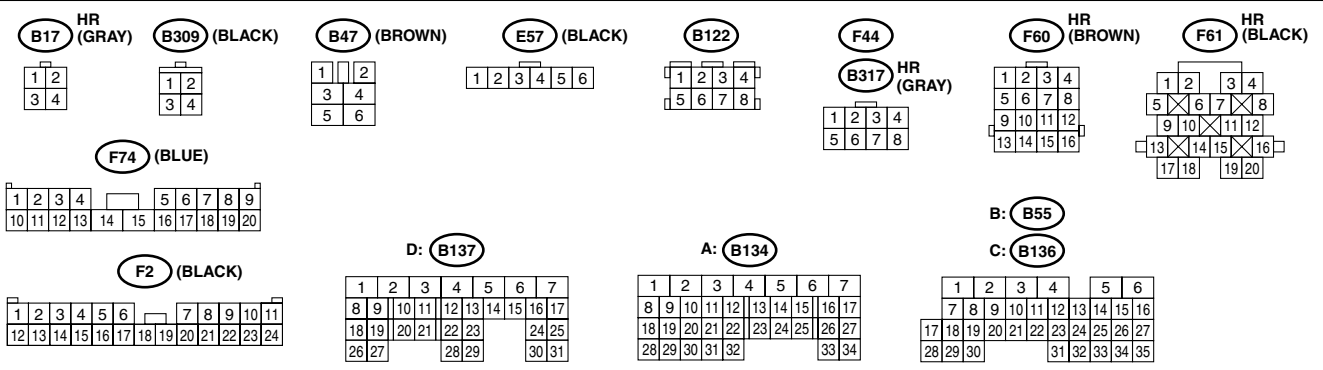 B17 HR (GRAY)
1 2
3 4
B309 (BLACK)
1 2
3 4
B47 (BROWN)
1 2
3 4
5 6
E57 (BLACK)
1 2 3 4 5 6
B122
1 2 3 4
5 6 7 8
F44
B317 HR (GRAY)
1 2 3 4
5 6 7 8
F60 HR (BROWN)
1 2 3 4
5 6 7 8
9 10 11 12
13 14 15 16
F61 HR (BLACK)
1 2 3 4
5 6 7 8
9 10 11 12
13 14 15 16
17 18 19 20
F74 (BLUE)
1 2 3 4 5 6 7 8 9
10 11 12 13 14 15 16 17 18 19 20
F2 (BLACK)
1 2 3 4 5 6 7 8 9 10 11
12 13 14 15 16 17 18 19 20 21 22 23 24
D: B137
1 2 3 4 5 6 7
8 9 10 11 12 13 14 15 16 17
18 19 20 21 22 23 24 25
26 27 28 29 30 31
A: B134
1 2 3 4 5 6 7
8 9 10 11 12 13 14 15 16 17
18 19 20 21 22 23 24 25 26 27
28 29 30 31 32 33 34
B: B55
C: B136
1 2 3 4 5 6
7 8 9 10 11 12 13 14 15 16
17 18 19 20 21 22 23 24 25 26 27
28 29 30 31 32 33 34 35